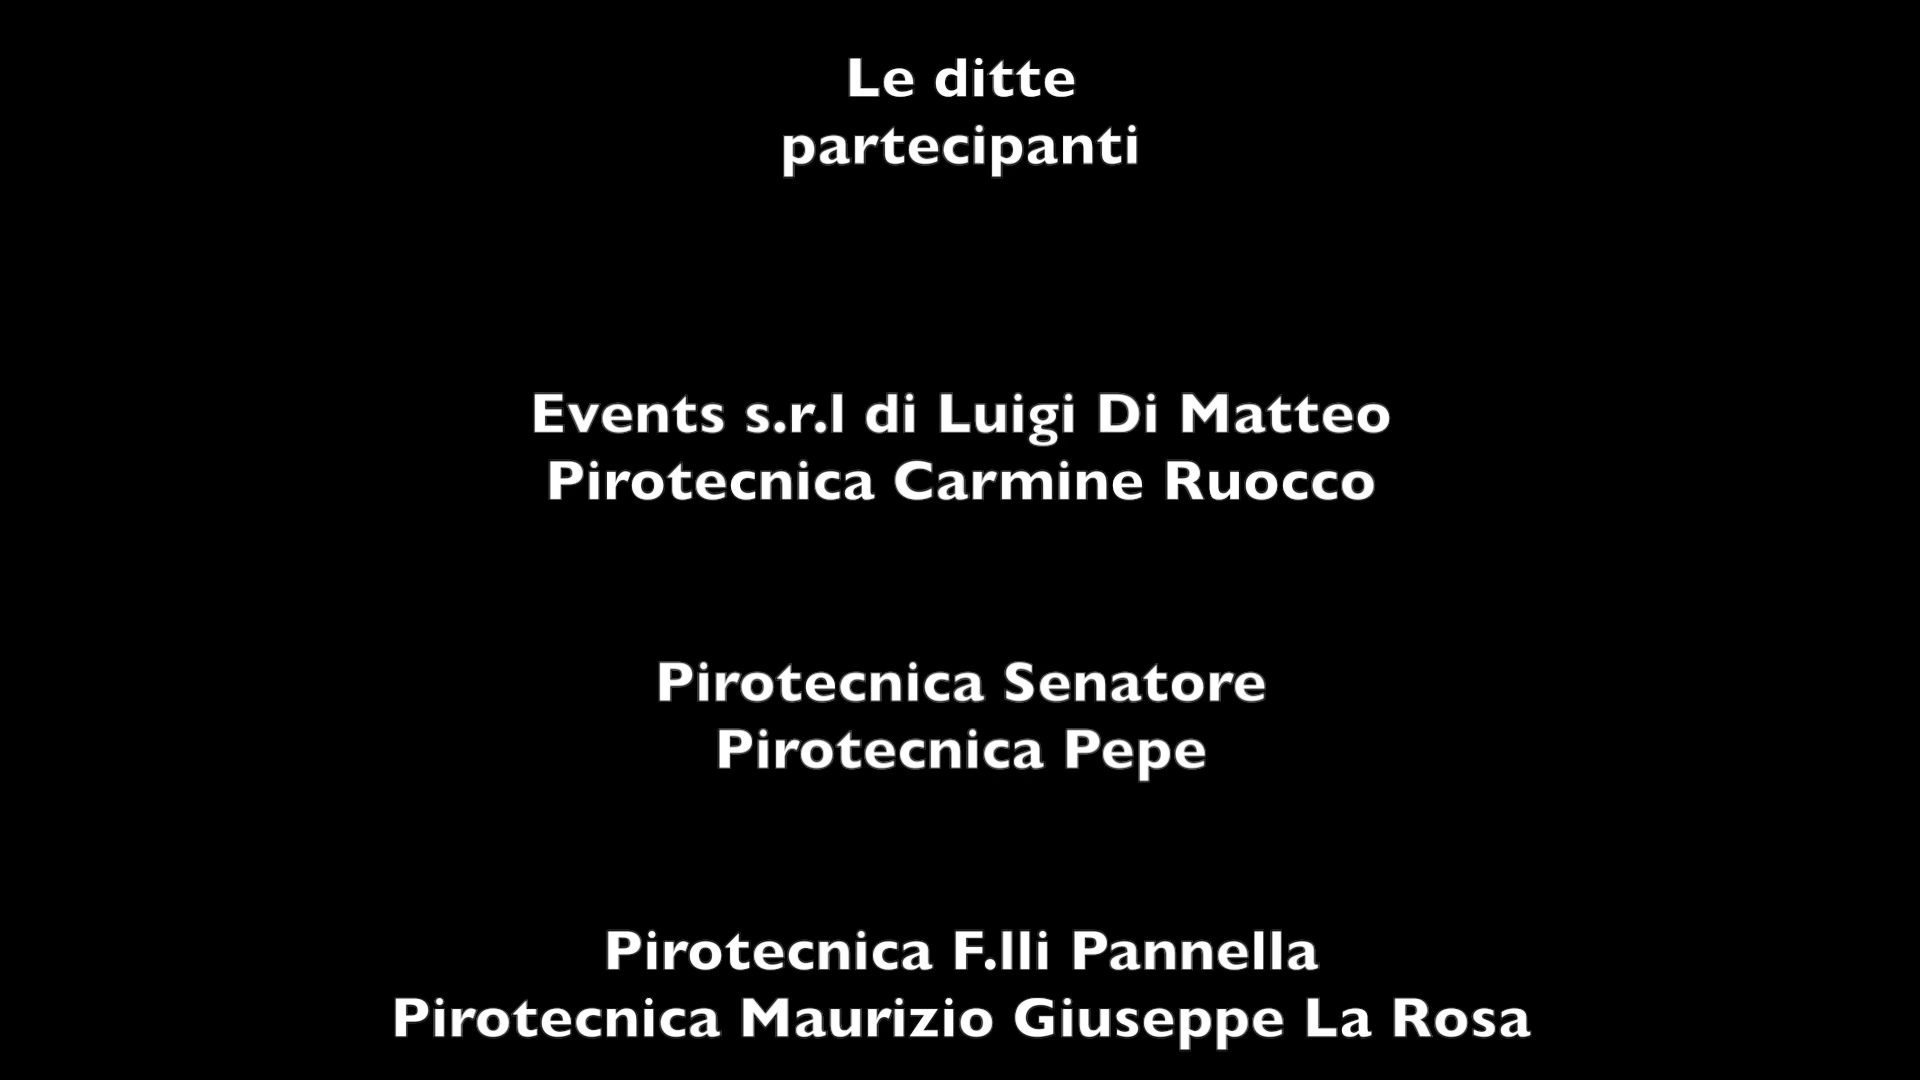 Le ditte
partecipanti
Events s.r.l di Luigi Di Matteo
Pirotecnica Carmine Ruocco
Pirotecnica Senatore
Pirotecnica Pepe
Pirotecnica F.lli Pannella
Pirotecnica Maurizio Giuseppe La Rosa